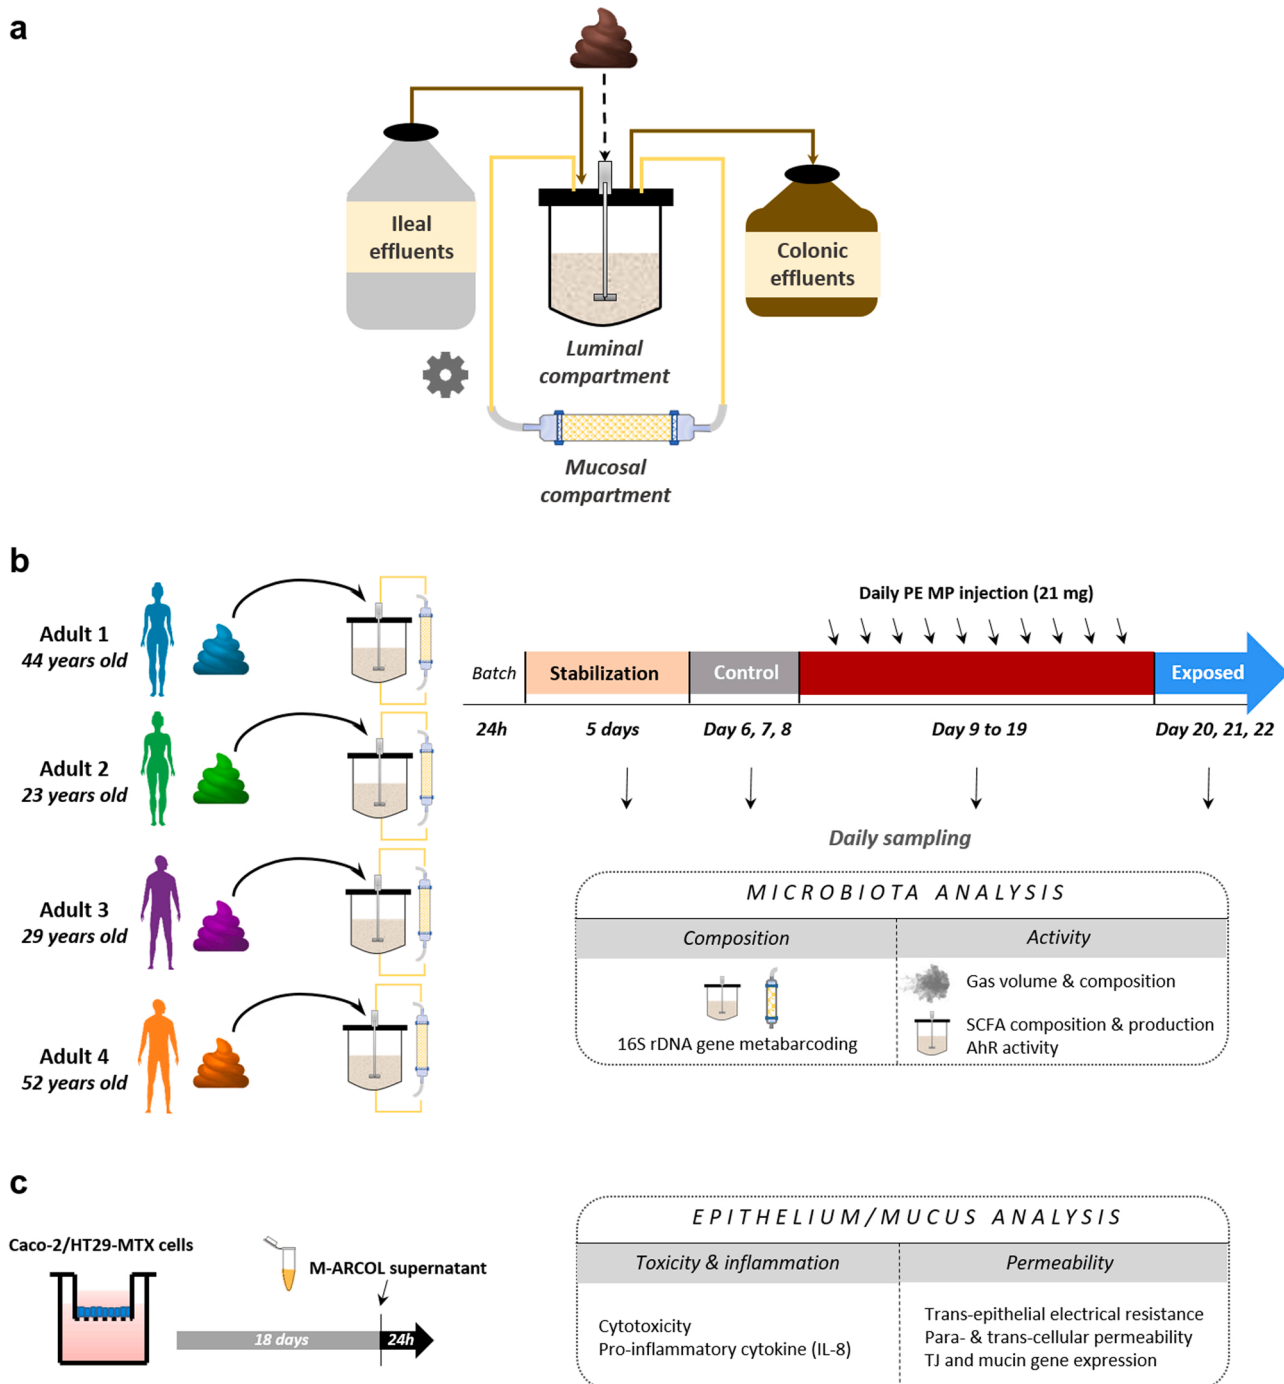 a
Ileal
effluents
Colonic
effluents
Luminal
compartment
Mucosal
compartment
b
Adult 1
44 years old
Adult 2
23 years old
Adult 3
29 years old
Adult 4
52 years old
Daily PE MP injection (21 mg)
Batch
Stabilization
Control
Exposed
24h
5 days
Day 6, 7, 8
Day 9 to 19
Day 20, 21, 22
Daily sampling
MICROBIOTA ANALYSIS
Composition
Activity
16S rDNA gene metabarcoding
Gas volume & composition
SCFA composition & production
AhR activity
c
Caco-2/HT29-MTX cells
M-ARCOL supernatant
18 days
24h
EPITHELIUM/MUCUS ANALYSIS
Toxicity & inflammation
Permeability
Cytotoxicity
Pro-inflammatory cytokine (IL-8)
Trans-epithelial electrical resistance
Para- & trans-cellular permeability
TJ and mucin gene expression